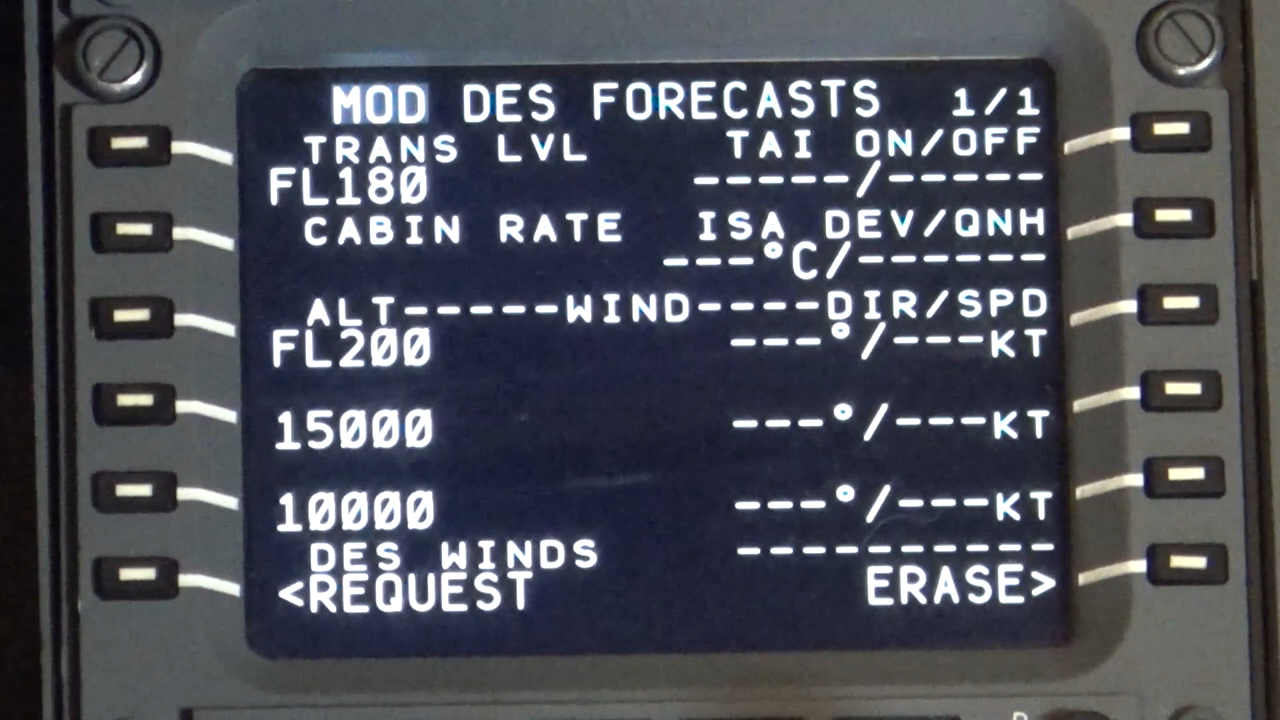 MOD DES FORECASTS 1/1
TRANS LVL TAI ON/OFF
FL180 -----/-----
CABIN RATE ISA DEV/QNH
---°C/------
ALT-----WIND----DIR/SPD
FL200 ---°/---KT
15000 ---°/---KT
10000 ---°/---KT
DES WINDS ----------
<REQUEST ERASE>